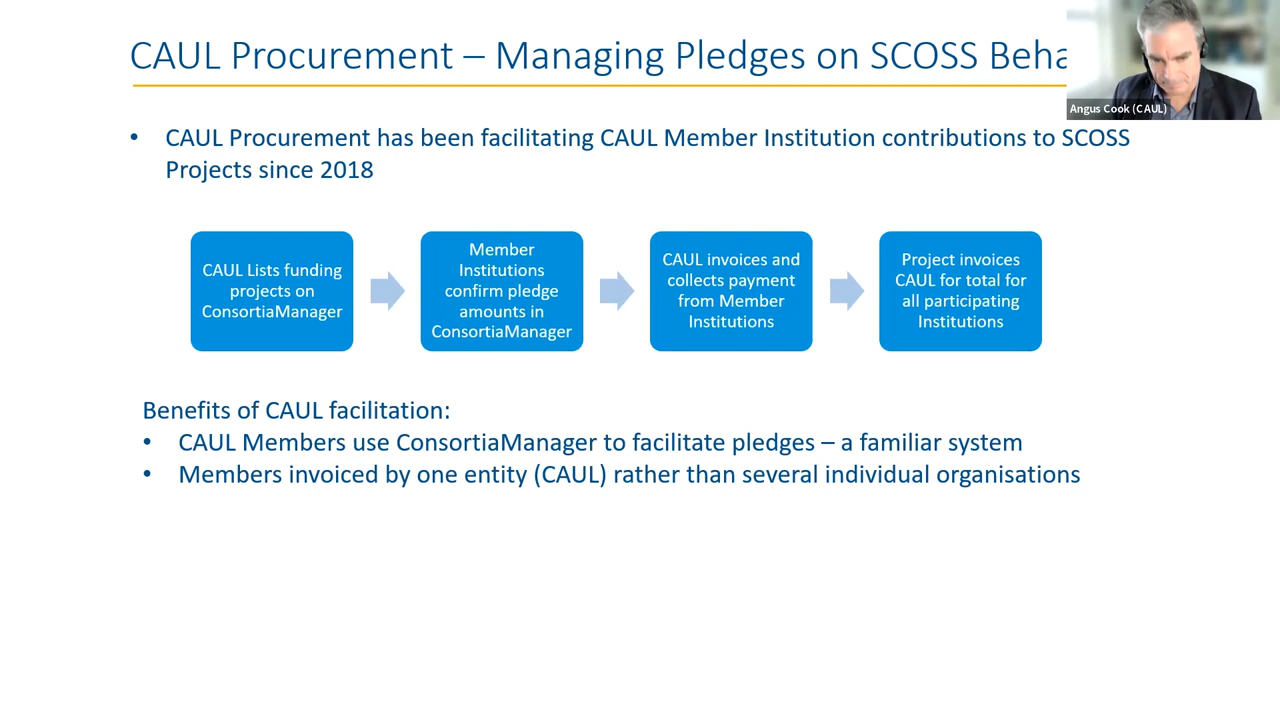 CAUL Procurement – Managing Pledges on SCOSS
Angus Cook (CAUL)
• CAUL Procurement has been facilitating CAUL Member Institution contributions to SCOSS
Projects since 2018
CAUL Lists funding
projects on
ConsortiaManager
Member
Institutions
confirm pledge
amounts in
ConsortiaManager
CAUL invoices and
collects payment
from Member
Institutions
Project invoices
CAUL for total for
all participating
Institutions
Benefits of CAUL facilitation:
• CAUL Members use ConsortiaManager to facilitate pledges – a familiar system
• Members invoiced by one entity (CAUL) rather than several individual organisations